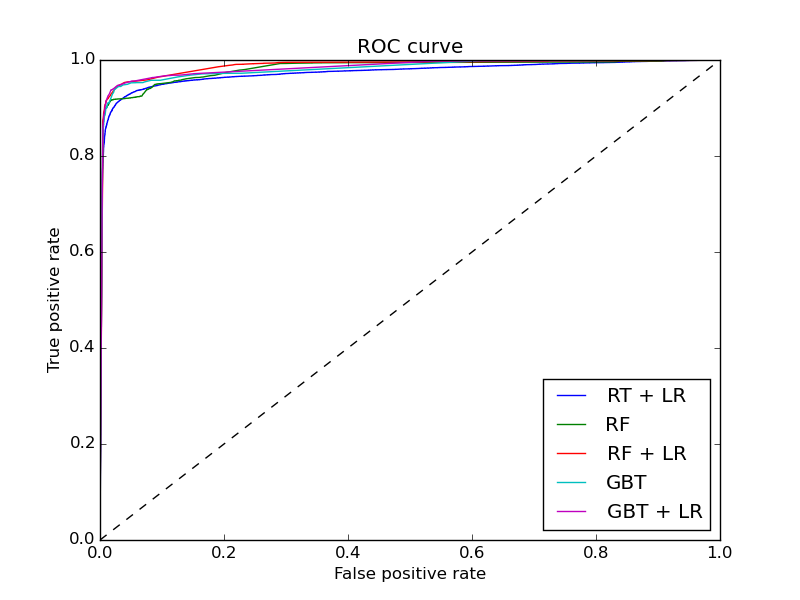 ROC curve
1.0
0.8
0.6
0.4
0.2
0.0
True positive rate
RT + LR
RF
RF + LR
GBT
GBT + LR
0.0 0.2 0.4 0.6 0.8 1.0
False positive rate